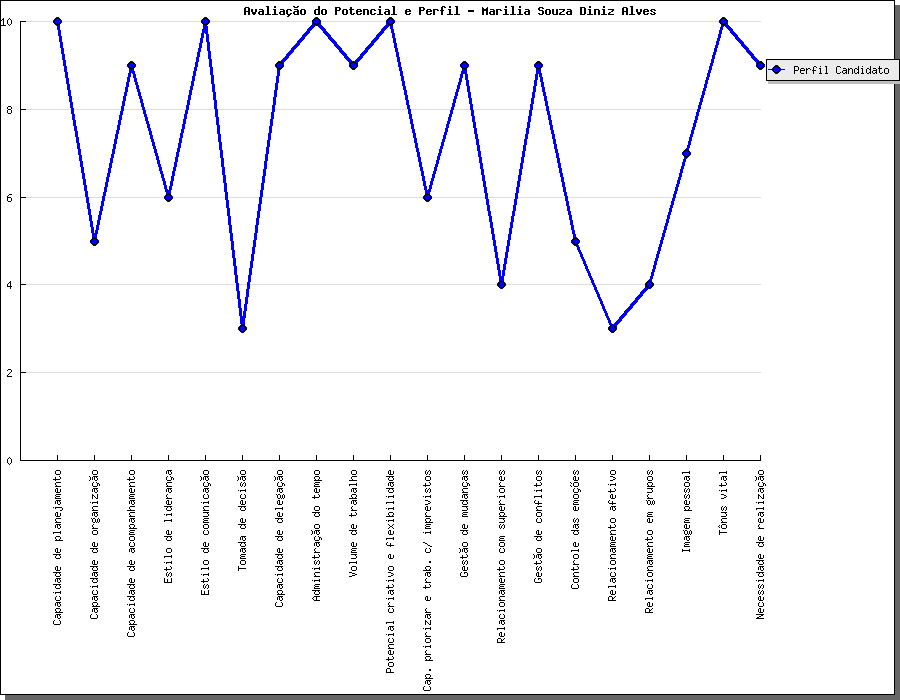 Avaliação do Potencial e Perfil - Marilia Souza Diniz Alves
10
8
6
4
2
0
Perfil Candidato
Capacidade de planejamento
Capacidade de organização
Capacidade de acompanhamento
Estilo de liderança
Estilo de comunicação
Tomada de decisão
Capacidade de delegação
Administração do tempo
Volume de trabalho
Potencial criativo e flexibilidade
Cap. priorizar e trab. c/ imprevistos
Gestão de mudanças
Relacionamento com superiores
Gestão de conflitos
Controle das emoções
Relacionamento afetivo
Relacionamento em grupos
Imagem pessoal
Tônus vital
Necessidade de realização